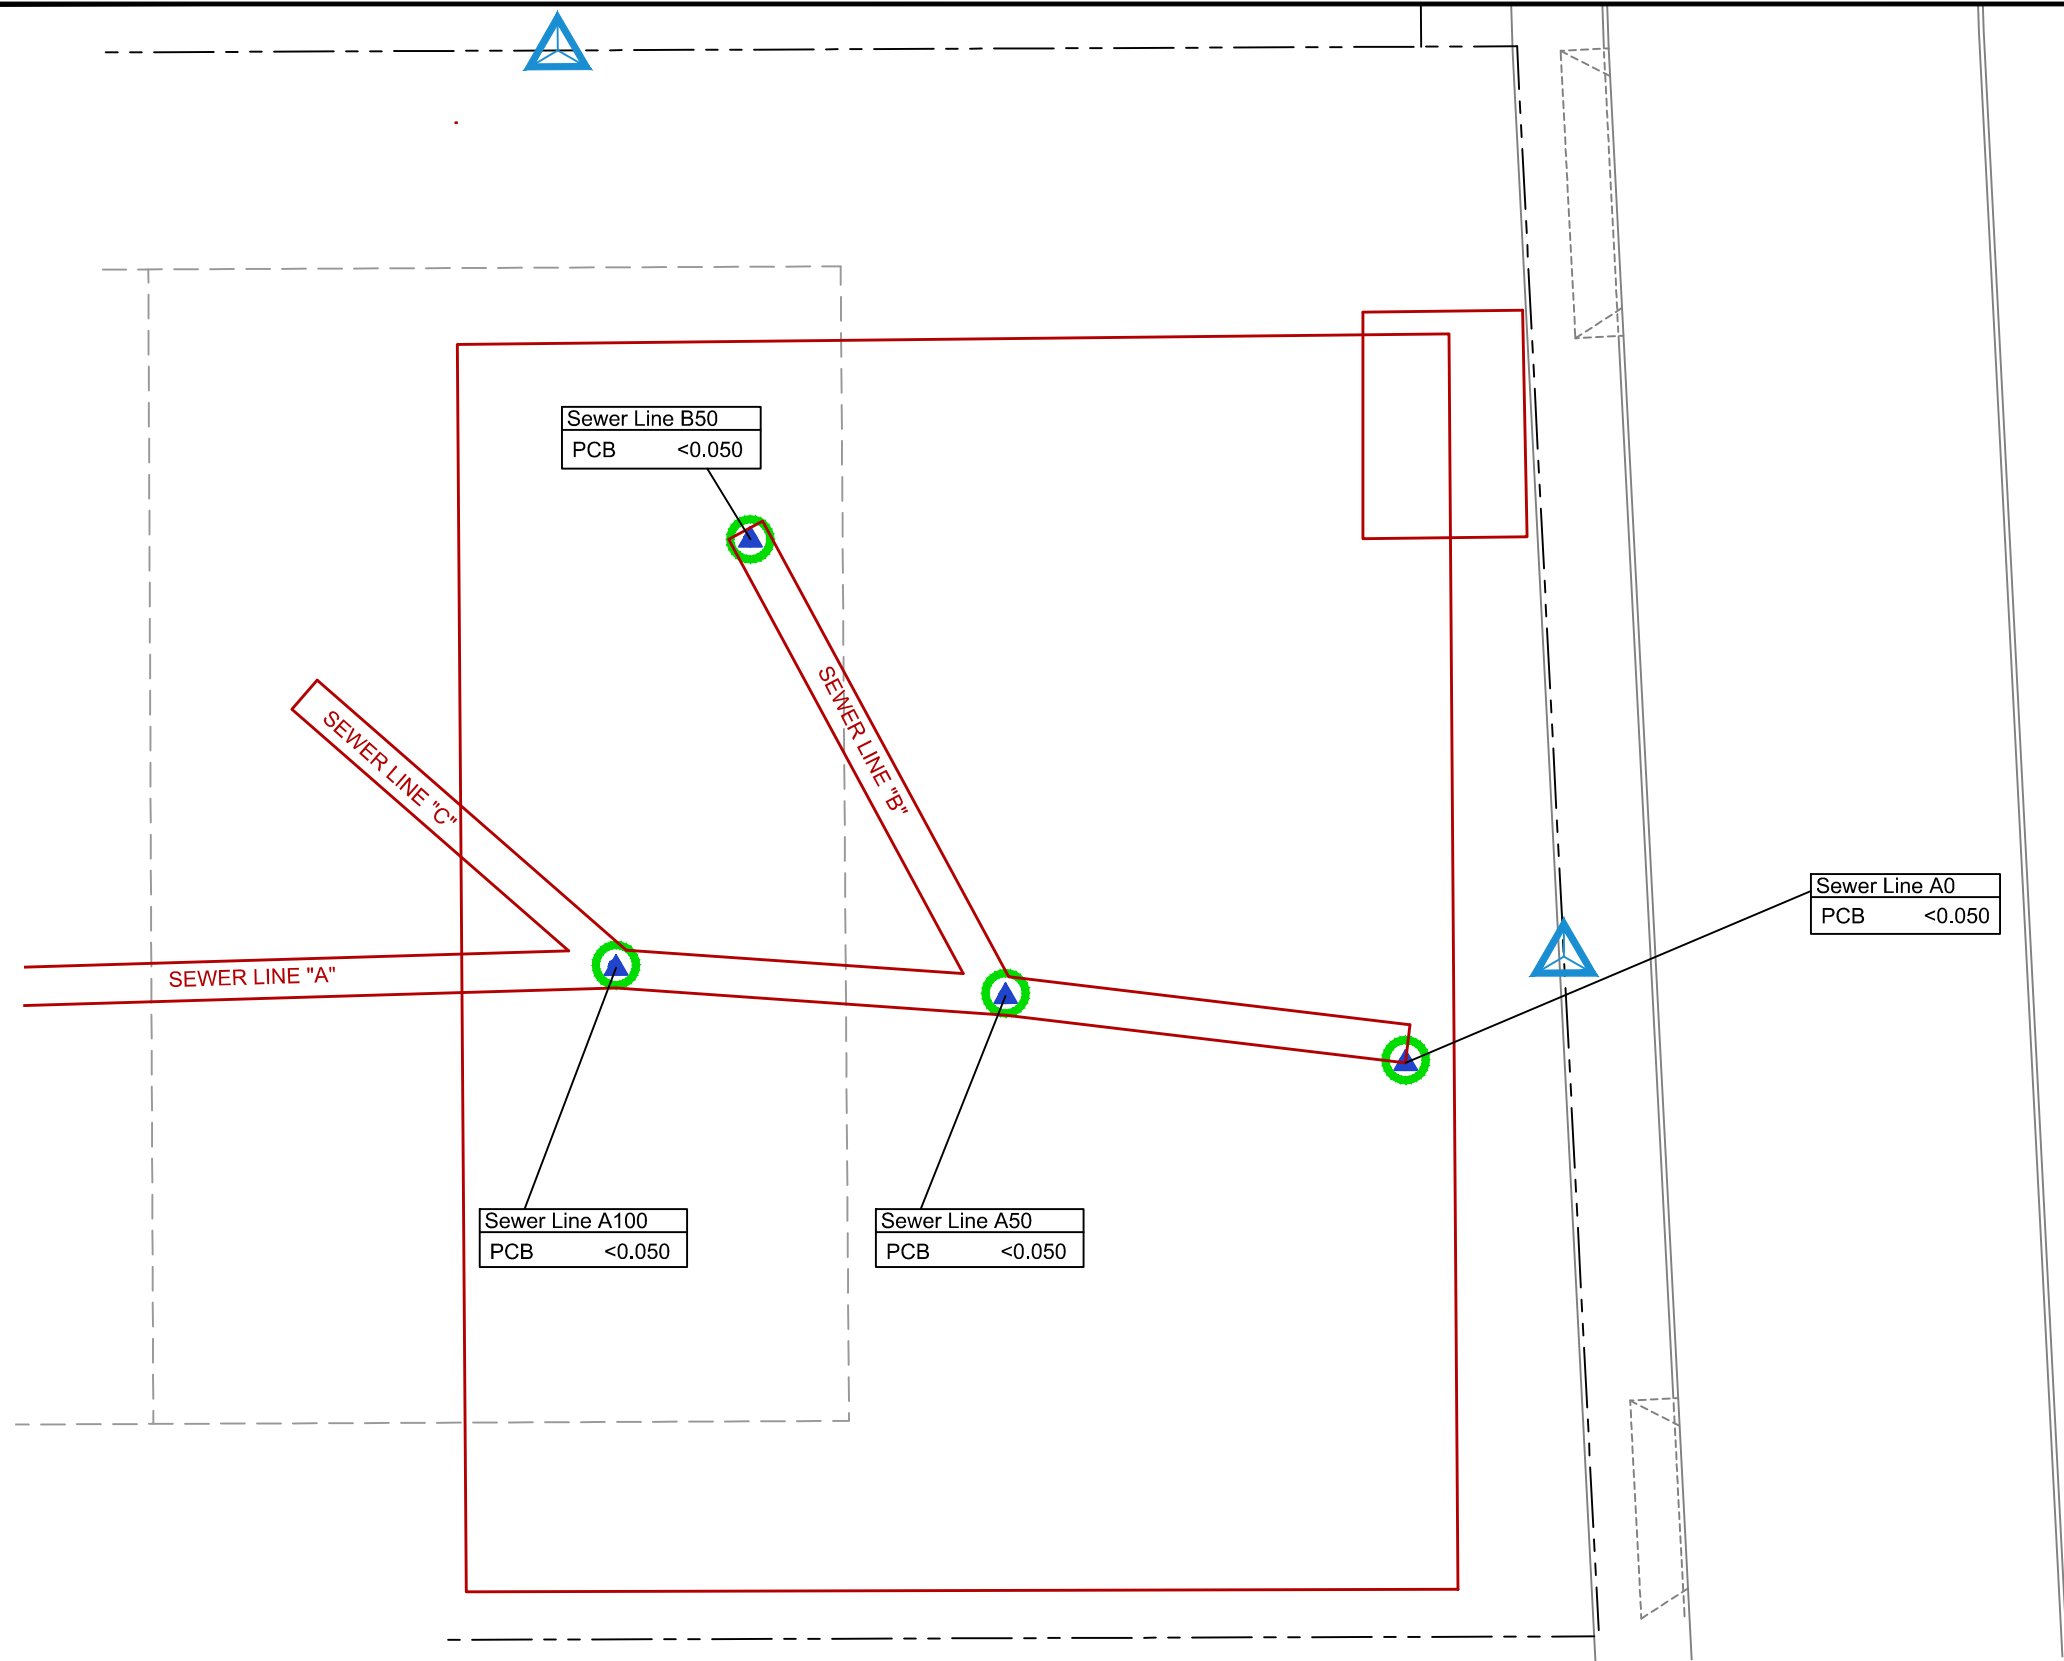 Sewer Line B50
PCB <0.050
SEWER LINE "B"
SEWER LINE "C"
Sewer Line A0
PCB <0.050
SEWER LINE "A"
Sewer Line A100
PCB <0.050
Sewer Line A50
PCB <0.050